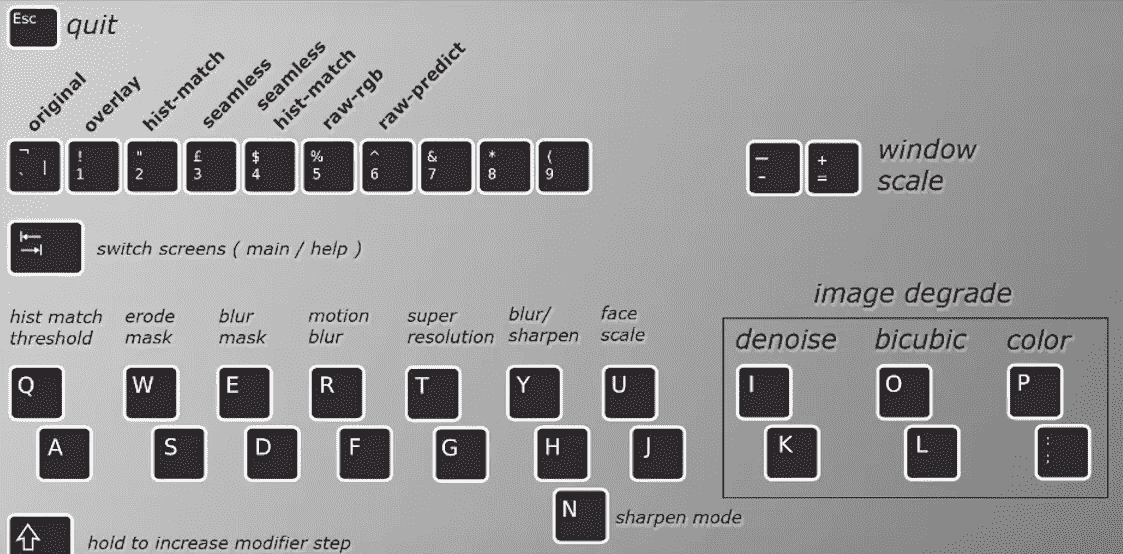 Esc quit
original overlay hist-match seamless seamless hist-match raw-rgb raw-predict
¬ ` | ! 1 " 2 £ 3 $ 4 % 5 ^ 6 & 7 * 8 ( 9
_ - + = window scale
switch screens ( main / help )
image degrade
hist match threshold
erode mask
blur mask
motion blur
super resolution
blur/ sharpen
face scale
denoise bicubic color
Q W E R T Y U I O P
A S D F G H J K L : ;
N sharpen mode
hold to increase modifier step